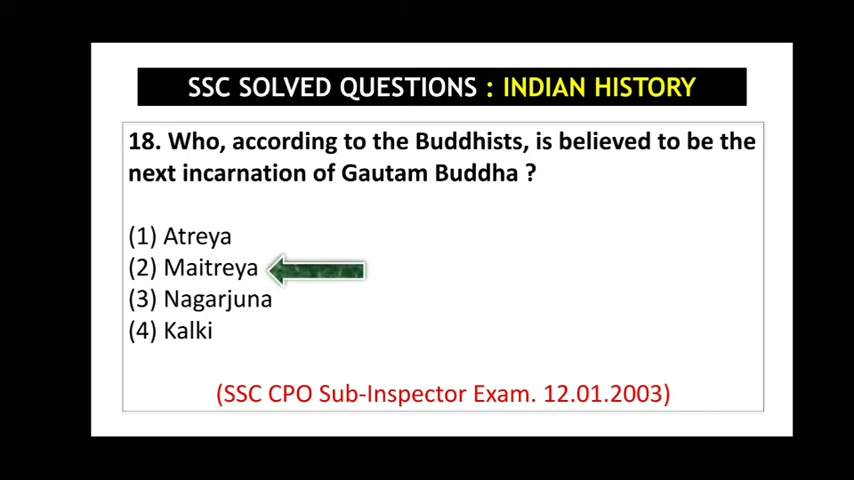 SSC SOLVED QUESTIONS : INDIAN HISTORY
18. Who, according to the Buddhists, is believed to be the
next incarnation of Gautam Buddha ?
(1) Atreya
(2) Maitreya
(3) Nagarjuna
(4) Kalki
(SSC CPO Sub-Inspector Exam. 12.01.2003)